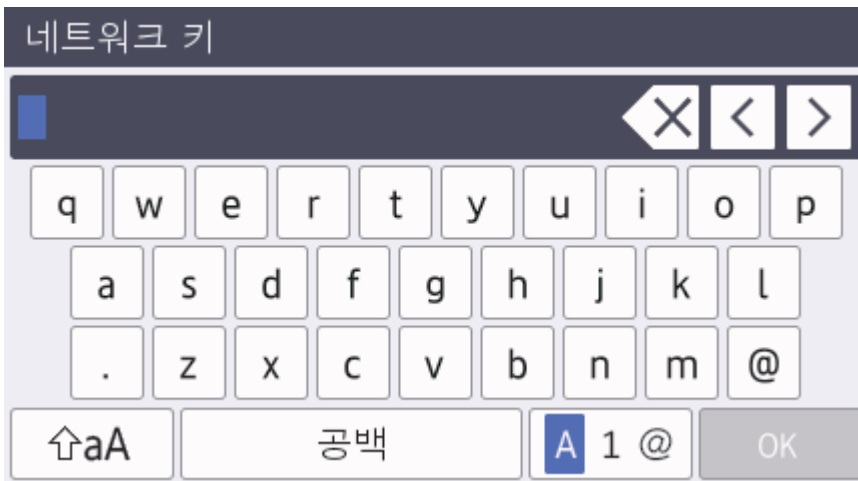 네트워크 키
q w e r t y u i o p
a s d f g h j k l
. z x c v b n m @
aA 공백 A 1 @ OK